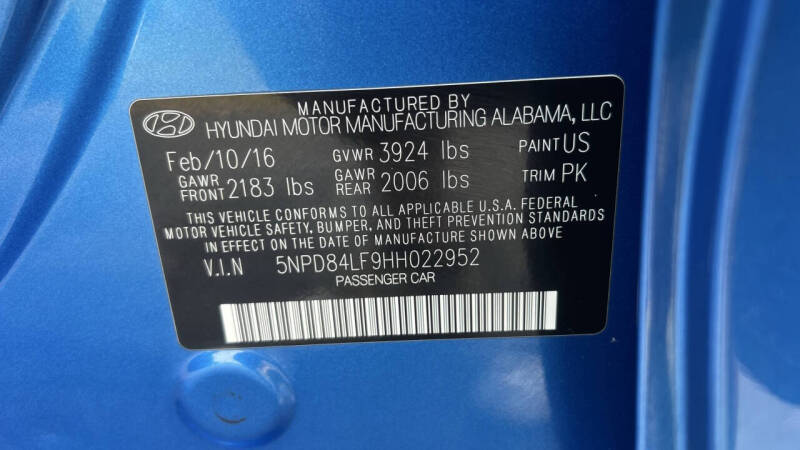 MANUFACTURED BY
HYUNDAI MOTOR MANUFACTURING ALABAMA, LLC
Feb/10/16 GVWR 3924 lbs PAINT US
GAWR FRONT 2183 lbs GAWR REAR 2006 lbs TRIM PK
THIS VEHICLE CONFORMS TO ALL APPLICABLE U.S.A. FEDERAL
MOTOR VEHICLE SAFETY, BUMPER, AND THEFT PREVENTION STANDARDS
IN EFFECT ON THE DATE OF MANUFACTURE SHOWN ABOVE
V.I.N 5NPD84LF9HH022952
PASSENGER CAR